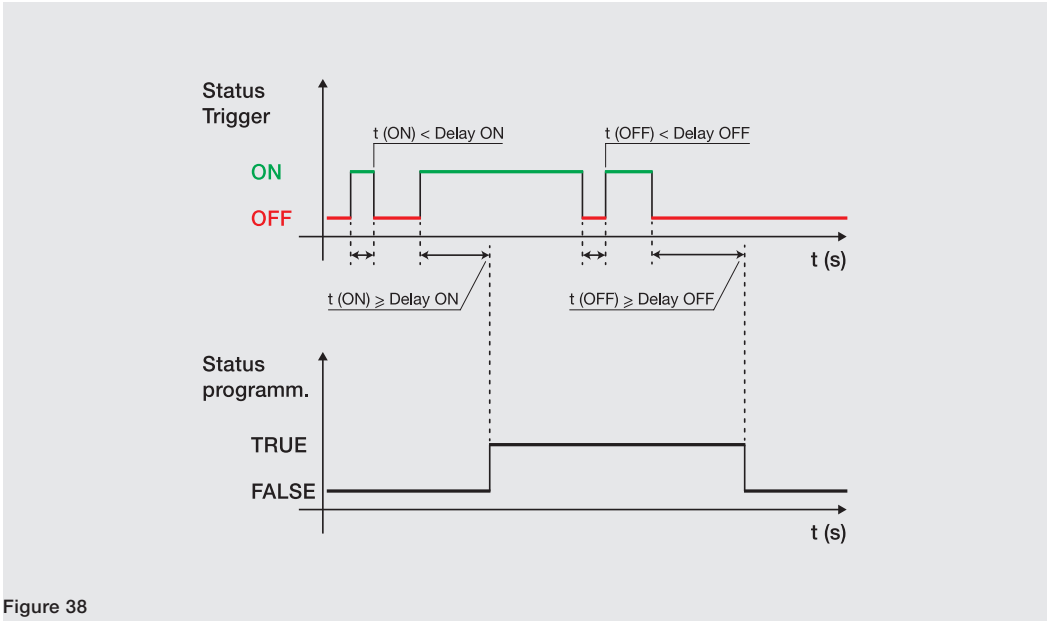 Status
Trigger
t (ON) < Delay ON
t (OFF) < Delay OFF
ON
OFF
t (s)
t (ON) ⩾ Delay ON
t (OFF) ⩾ Delay OFF
Status
programm.
TRUE
FALSE
t (s)
Figure 38